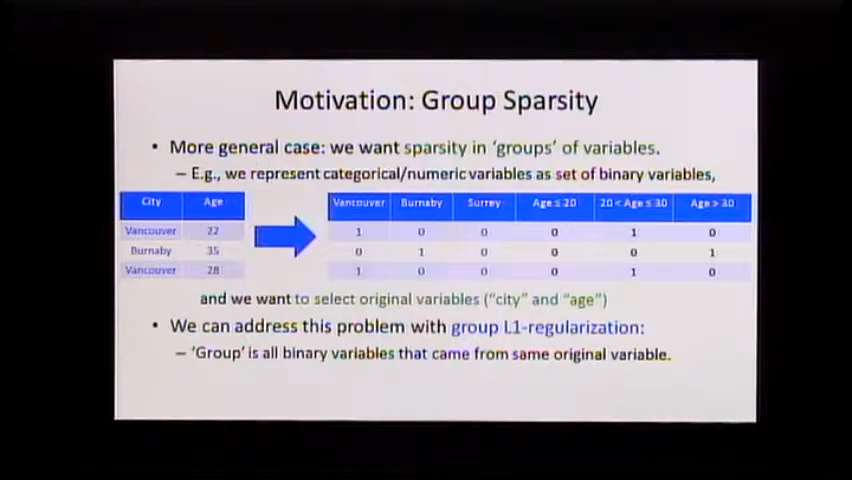 Motivation: Group Sparsity
• More general case: we want sparsity in 'groups' of variables.
– E.g., we represent categorical/numeric variables as set of binary variables,
City Age
Vancouver 22
Burnaby 35
Vancouver 28
Vancouver Burnaby Surrey Age ≤ 20 20 < Age ≤ 30 Age > 30
1 0 0 0 1 0
0 1 0 0 0 1
1 0 0 0 1 0
and we want to select original variables ("city" and "age")
• We can address this problem with group L1-regularization:
– 'Group' is all binary variables that came from same original variable.